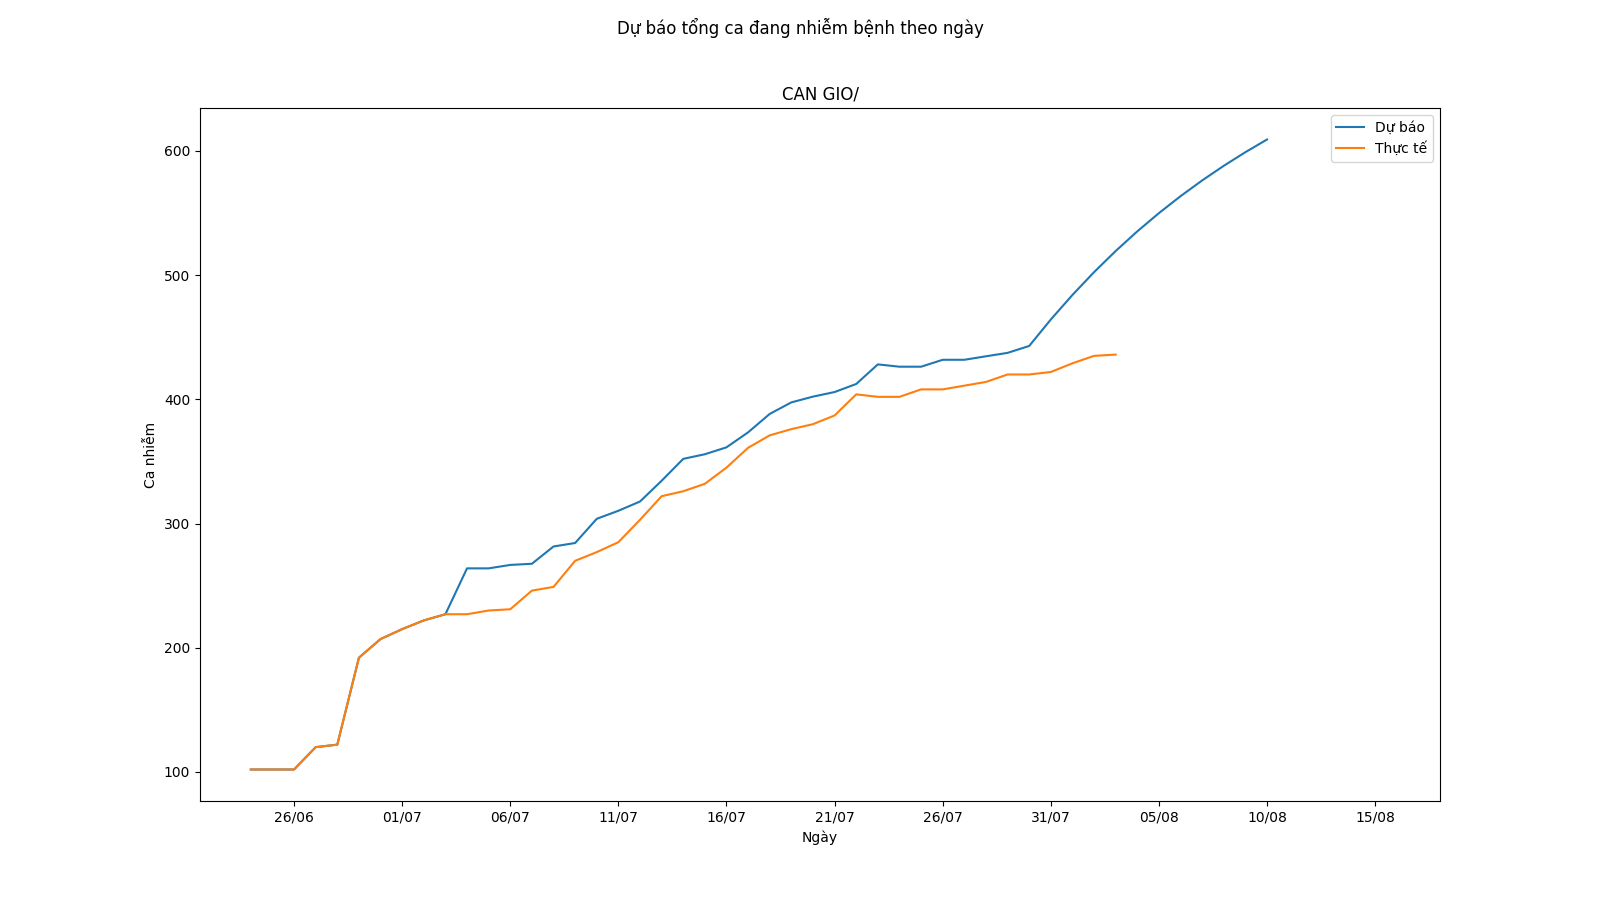 Dự báo tổng ca đang nhiễm bệnh theo ngày
CAN GIO/
Dự báo
Thực tế
600
500
400
300
200
100
Ca nhiễm
26/06 01/07 06/07 11/07 16/07 21/07 26/07 31/07 05/08 10/08 15/08
Ngày